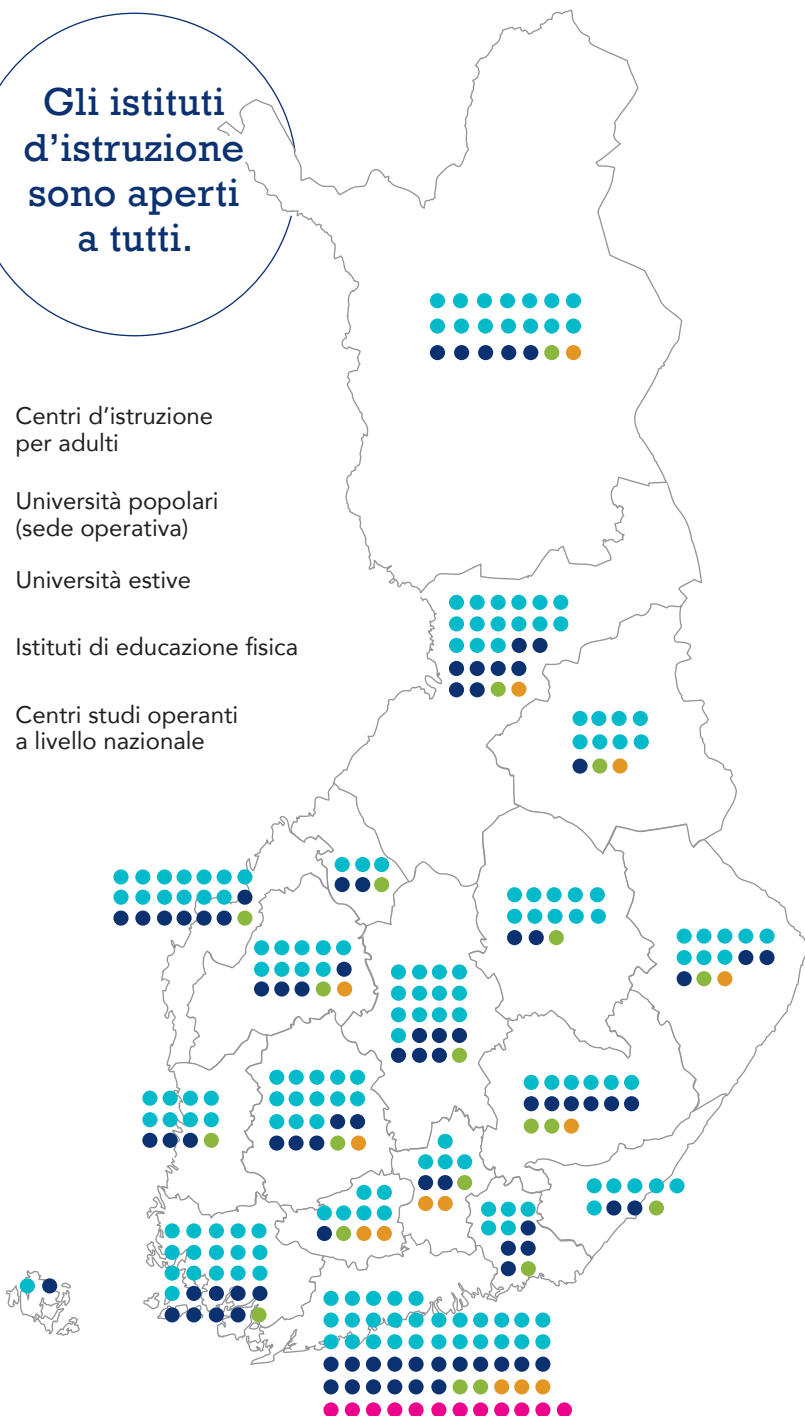 Gli istituti
d’istruzione
sono aperti
a tutti.
Centri d’istruzione
per adulti
Università popolari
(sede operativa)
Università estive
Istituti di educazione fisica
Centri studi operanti
a livello nazionale